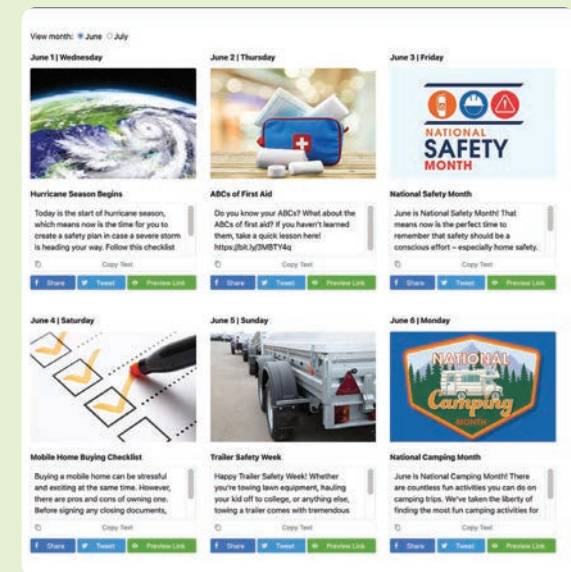 View month: June July
June 1 | Wednesday
Hurricane Season Begins
Today is the start of hurricane season,
which means now is the time for you to
create a safety plan in case a severe storm
is heading your way. Follow this checklist
Copy Text
Share Tweet Preview Link
June 2 | Thursday
ABCs of First Aid
Do you know your ABCs? What about the
ABCs of first aid? If you haven't learned
them, take a quick lesson here!
https://bit.ly/3MBTY4q
Copy Text
Share Tweet Preview Link
June 3 | Friday
NATIONAL
SAFETY
MONTH
National Safety Month
June is National Safety Month! That
means now is the perfect time to
remember that safety should be a
conscious effort – especially home safety.
Copy Text
Share Tweet Preview Link
June 4 | Saturday
Mobile Home Buying Checklist
Buying a mobile home can be stressful
and exciting at the same time. However,
there are pros and cons of owning one.
Before signing any closing documents,
Copy Text
Share Tweet Preview Link
June 5 | Sunday
Trailer Safety Week
Happy Trailer Safety Week! Whether
you're towing lawn equipment, hauling
your kid off to college, or anything else,
towing a trailer comes with tremendous
Copy Text
Share Tweet Preview Link
June 6 | Monday
NATIONAL
Camping
MONTH
National Camping Month
June is National Camping Month! There
are countless fun activities you can do on
camping trips. We've taken the liberty of
finding the most fun camping activities for
Copy Text
Share Tweet Preview Link